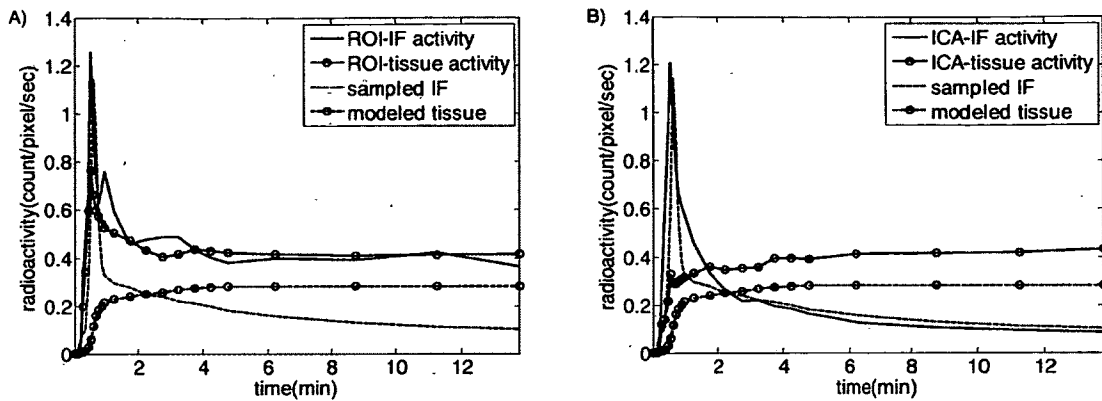 A)
ROI-IF activity
ROI-tissue activity
sampled IF
modeled tissue
radioactivity(count/pixel/sec)
1.4
1.2
1
0.8
0.6
0.4
0.2
0
0 2 4 6 8 10 12
time(min)
B)
ICA-IF activity
ICA-tissue activity
sampled IF
modeled tissue
radioactivity(count/pixel/sec)
1.4
1.2
1
0.8
0.6
0.4
0.2
0
0 2 4 6 8 10 12
time(min)